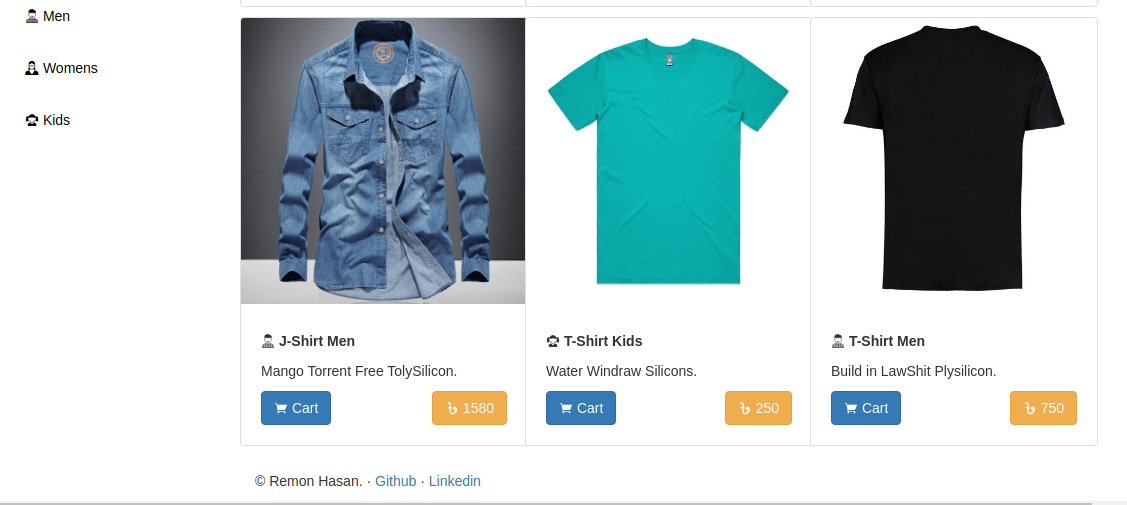 Men
Womens
Kids
J-Shirt Men
Mango Torrent Free TolySilicon.
Cart
৳ 1580
T-Shirt Kids
Water Windraw Silicons.
Cart
৳ 250
T-Shirt Men
Build in LawShit Plysilicon.
Cart
৳ 750
© Remon Hasan. · Github · Linkedin